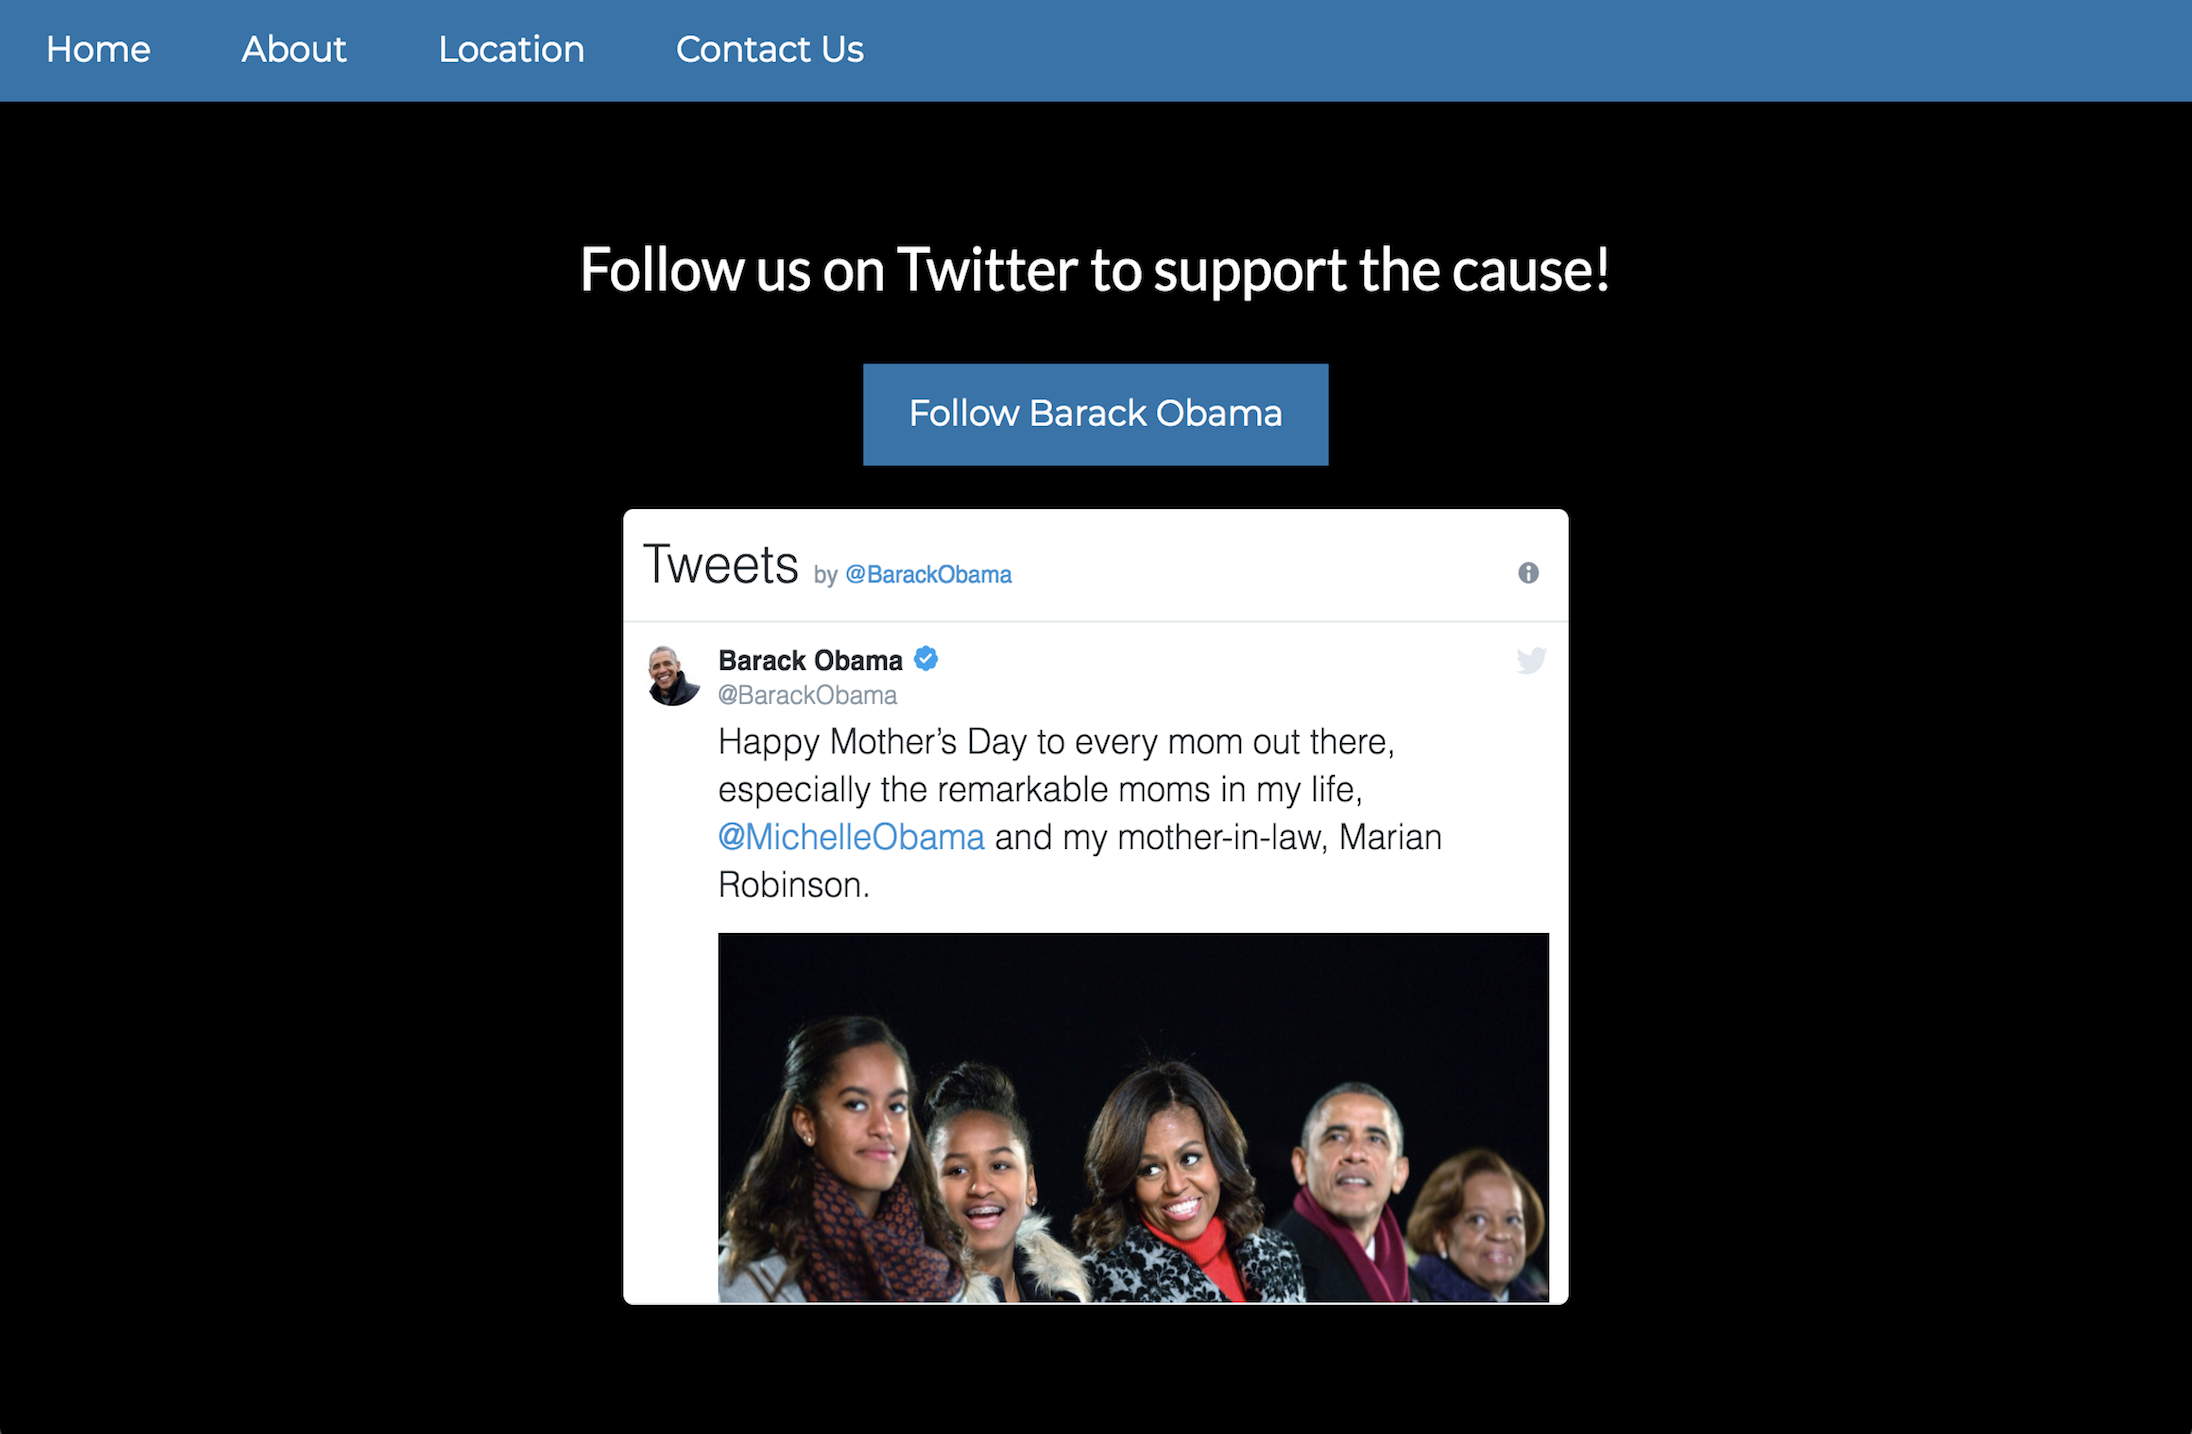 Home About Location Contact Us
Follow us on Twitter to support the cause!
Follow Barack Obama
Tweets by @BarackObama
Barack Obama
@BarackObama
Happy Mother’s Day to every mom out there,
especially the remarkable moms in my life,
@MichelleObama and my mother-in-law, Marian
Robinson.